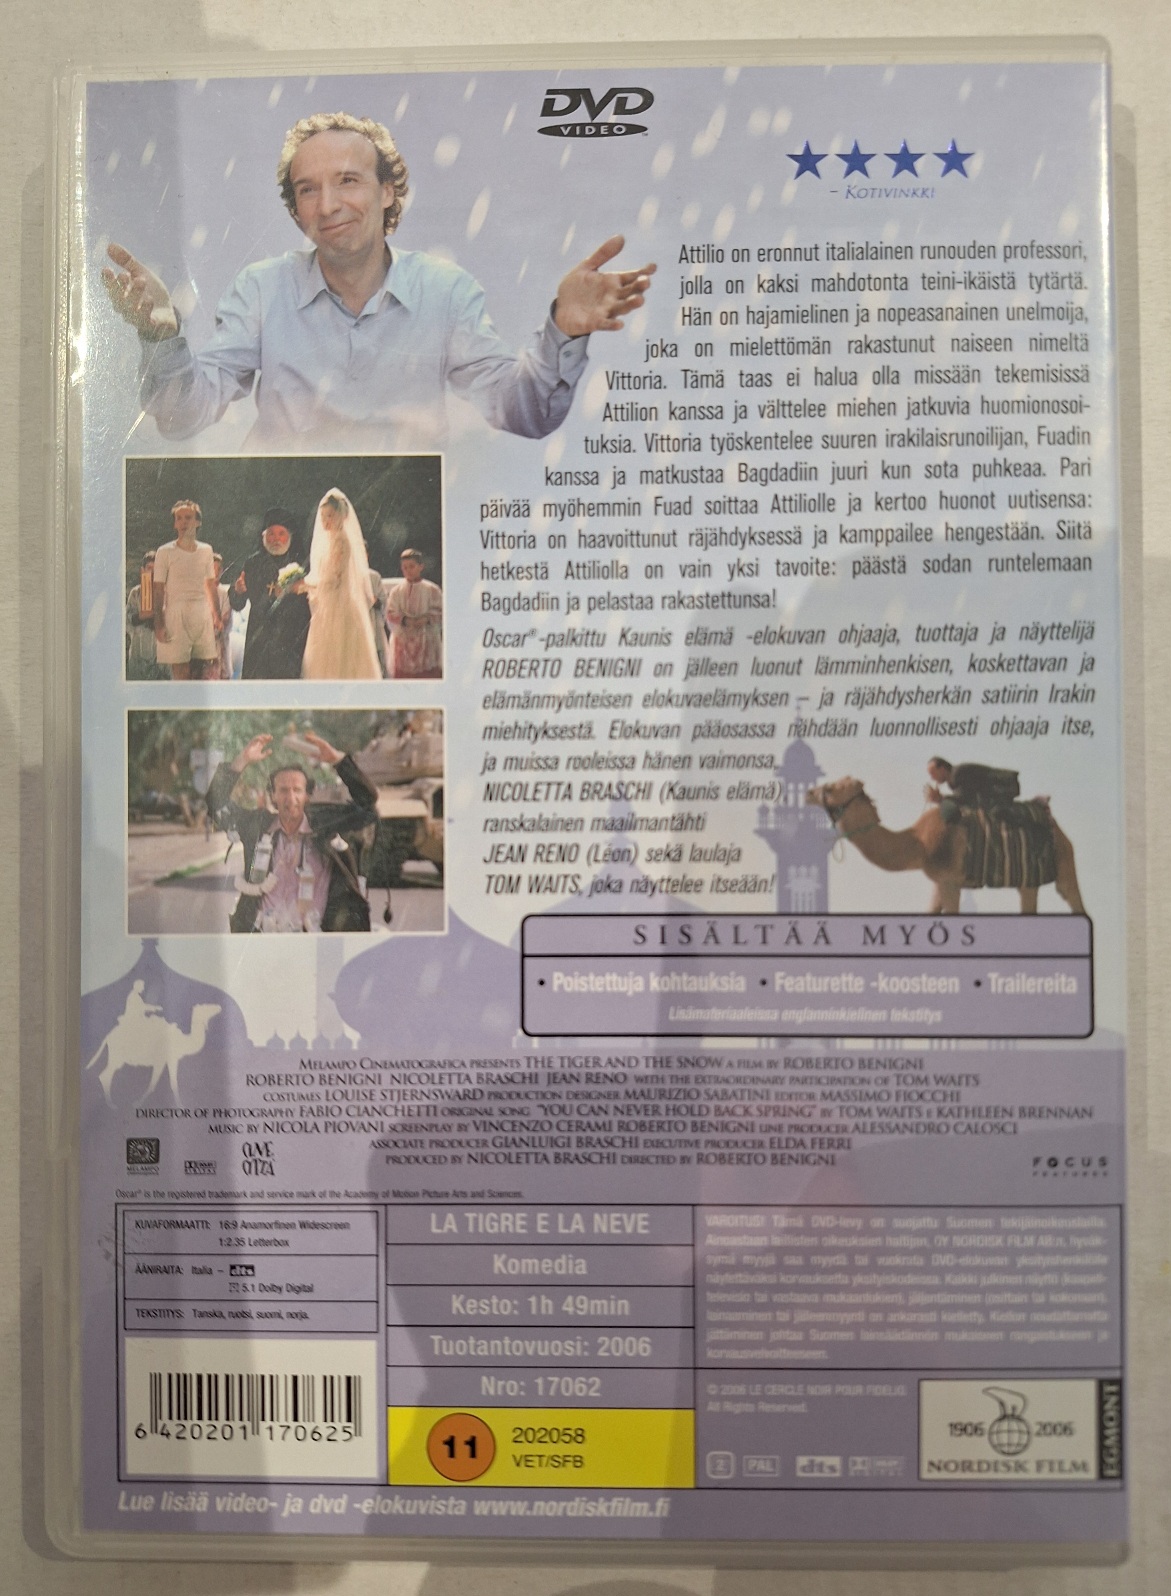 DVD
VIDEO
- KOTIVINKKI
Attilio on eronnut italialainen runouden professori,
jolla on kaksi mahdotonta teini-ikäistä tytärtä.
Hän on hajamielinen ja nopeasanainen unelmoija,
joka on mielettömän rakastunut naiseen nimeltä
Vittoria. Tämä taas ei halua olla missään tekemisissä
Attilion kanssa ja välttelee miehen jatkuvia huomionosoi-
tuksia. Vittoria työskentelee suuren irakilaisrunoilijan, Fuadin
kanssa ja matkustaa Bagdadiin juuri kun sota puhkeaa. Pari
päivää myöhemmin Fuad soittaa Attiliolle ja kertoo huonot uutisensa:
Vittoria on haavoittunut räjähdyksessä ja kamppailee hengestään. Siitä
hetkestä Attiliolla on vain yksi tavoite: päästä sodan runtelemaan
Bagdadiin ja pelastaa rakastettunsa!
Oscar®-palkittu Kaunis elämä -elokuvan ohjaaja, tuottaja ja näyttelijä
ROBERTO BENIGNI on jälleen luonut lämminhenkisen, koskettavan ja
elämänmyönteisen elokuvaelämyksen – ja räjähdysherkän satiirin Irakin
miehityksestä. Elokuvan pääosassa nähdään luonnollisesti ohjaaja itse,
ja muissa rooleissa hänen vaimonsa
NICOLETTA BRASCHI (Kaunis elämä),
ranskalainen maailmantähti
JEAN RENO (Léon) sekä laulaja
TOM WAITS, joka näyttelee itseään!
SISÄLTÄÄ MYÖS
• Poistettuja kohtauksia • Featurette -koosteen • Trailereita
Lisämateriaaleissa englanninkielinen tekstitys
MELAMPO CINEMATOGRAFICA PRESENTS THE TIGER AND THE SNOW A FILM BY ROBERTO BENIGNI
ROBERTO BENIGNI NICOLETTA BRASCHI JEAN RENO WITH THE EXTRAORDINARY PARTICIPATION OF TOM WAITS
COSTUMES LOUISE STJERNSWARD PRODUCTION DESIGNER MAURIZIO SABATINI EDITOR MASSIMO FIOCCHI
DIRECTOR OF PHOTOGRAPHY FABIO CIANCHETTI ORIGINAL SONG "YOU CAN NEVER HOLD BACK SPRING" BY TOM WAITS E KATHLEEN BRENNAN
MUSIC BY NICOLA PIOVANI SCREENPLAY BY VINCENZO CERAMI ROBERTO BENIGNI LINE PRODUCER ALESSANDRO CALOSCI
ASSOCIATE PRODUCER GIANLUIGI BRASCHI EXECUTIVE PRODUCER ELDA FERRI
PRODUCED BY NICOLETTA BRASCHI DIRECTED BY ROBERTO BENIGNI
MELAMPO
CINE
CITTÀ
FOCUS
FEATURES
Oscar® is the registered trademark and service mark of the Academy of Motion Picture Arts and Sciences.
KUVAFORMAATTI: 16:9 Anamorfinen Widescreen
1:2.35 Letterbox
ÄÄNIRAITA: Italia – dts
5.1 Dolby Digital
TEKSTITYS: Tanska, ruotsi, suomi, norja.
6 420201 170625
LA TIGRE E LA NEVE
Komedia
Kesto: 1h 49min
Tuotantovuosi: 2006
Nro: 17062
11
202058
VET/SFB
VAROITUS! Tämä DVD-levy on suojattu Suomen tekijänoikeuslailla.
© 2006 LE CERCLE NOIR POUR FIDELIO.
All Rights Reserved.
2 PAL dts
1906 2006
NORDISK FILM
EGMONT
Lue lisää video- ja dvd -elokuvista www.nordiskfilm.fi